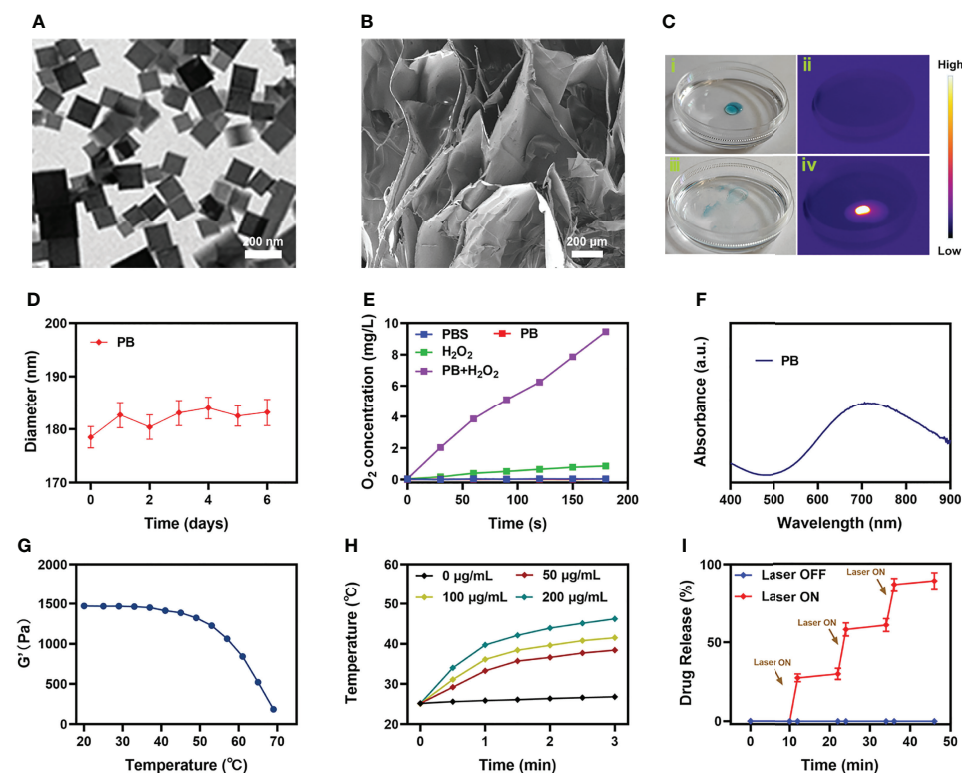 A
B
C
200 nm
200 µm
i
ii
iii
iv
High
Low
D
200
190
180
170
Diameter (nm)
PB
0
2
4
6
Time (days)
E
10
8
6
4
2
0
O₂ concentration (mg/L)
PBS
PB
H₂O₂
PB+H₂O₂
0
50
100
150
200
Time (s)
F
Absorbance (a.u.)
PB
400
500
600
700
800
900
Wavelength (nm)
G
2000
1500
1000
500
0
G' (Pa)
20
30
40
50
60
70
Temperature (℃)
H
60
50
40
30
20
Temperature (℃)
0 µg/mL
50 µg/mL
100 µg/mL
200 µg/mL
0
1
2
3
Time (min)
I
100
50
0
Drug Release (%)
Laser OFF
Laser ON
Laser ON
Laser ON
Laser ON
0
10
20
30
40
50
Time (min)